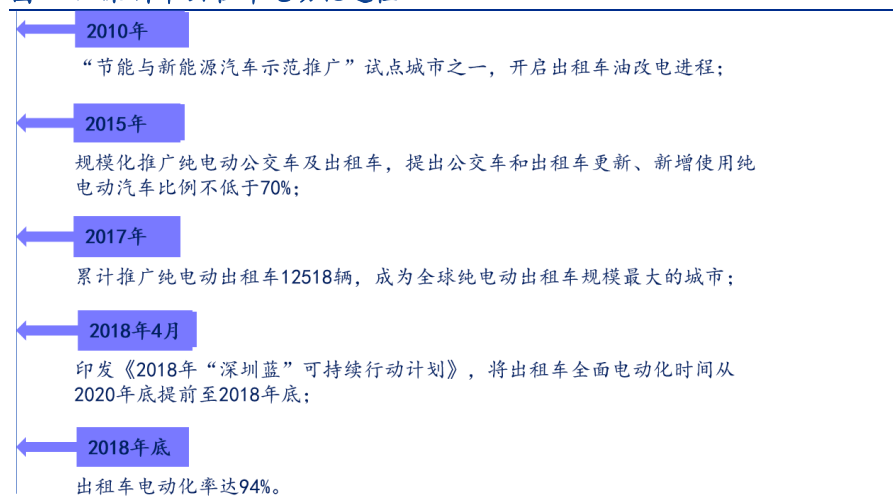 2010年
“节能与新能源汽车示范推广”试点城市之一，开启出租车油改电进程；
2015年
规模化推广纯电动公交车及出租车，提出公交车和出租车更新、新增使用纯
电动汽车比例不低于70%；
2017年
累计推广纯电动出租车12518辆，成为全球纯电动出租车规模最大的城市；
2018年4月
印发《2018年“深圳蓝”可持续行动计划》，将出租车全面电动化时间从
2020年底提前至2018年底；
2018年底
出租车电动化率达94%。